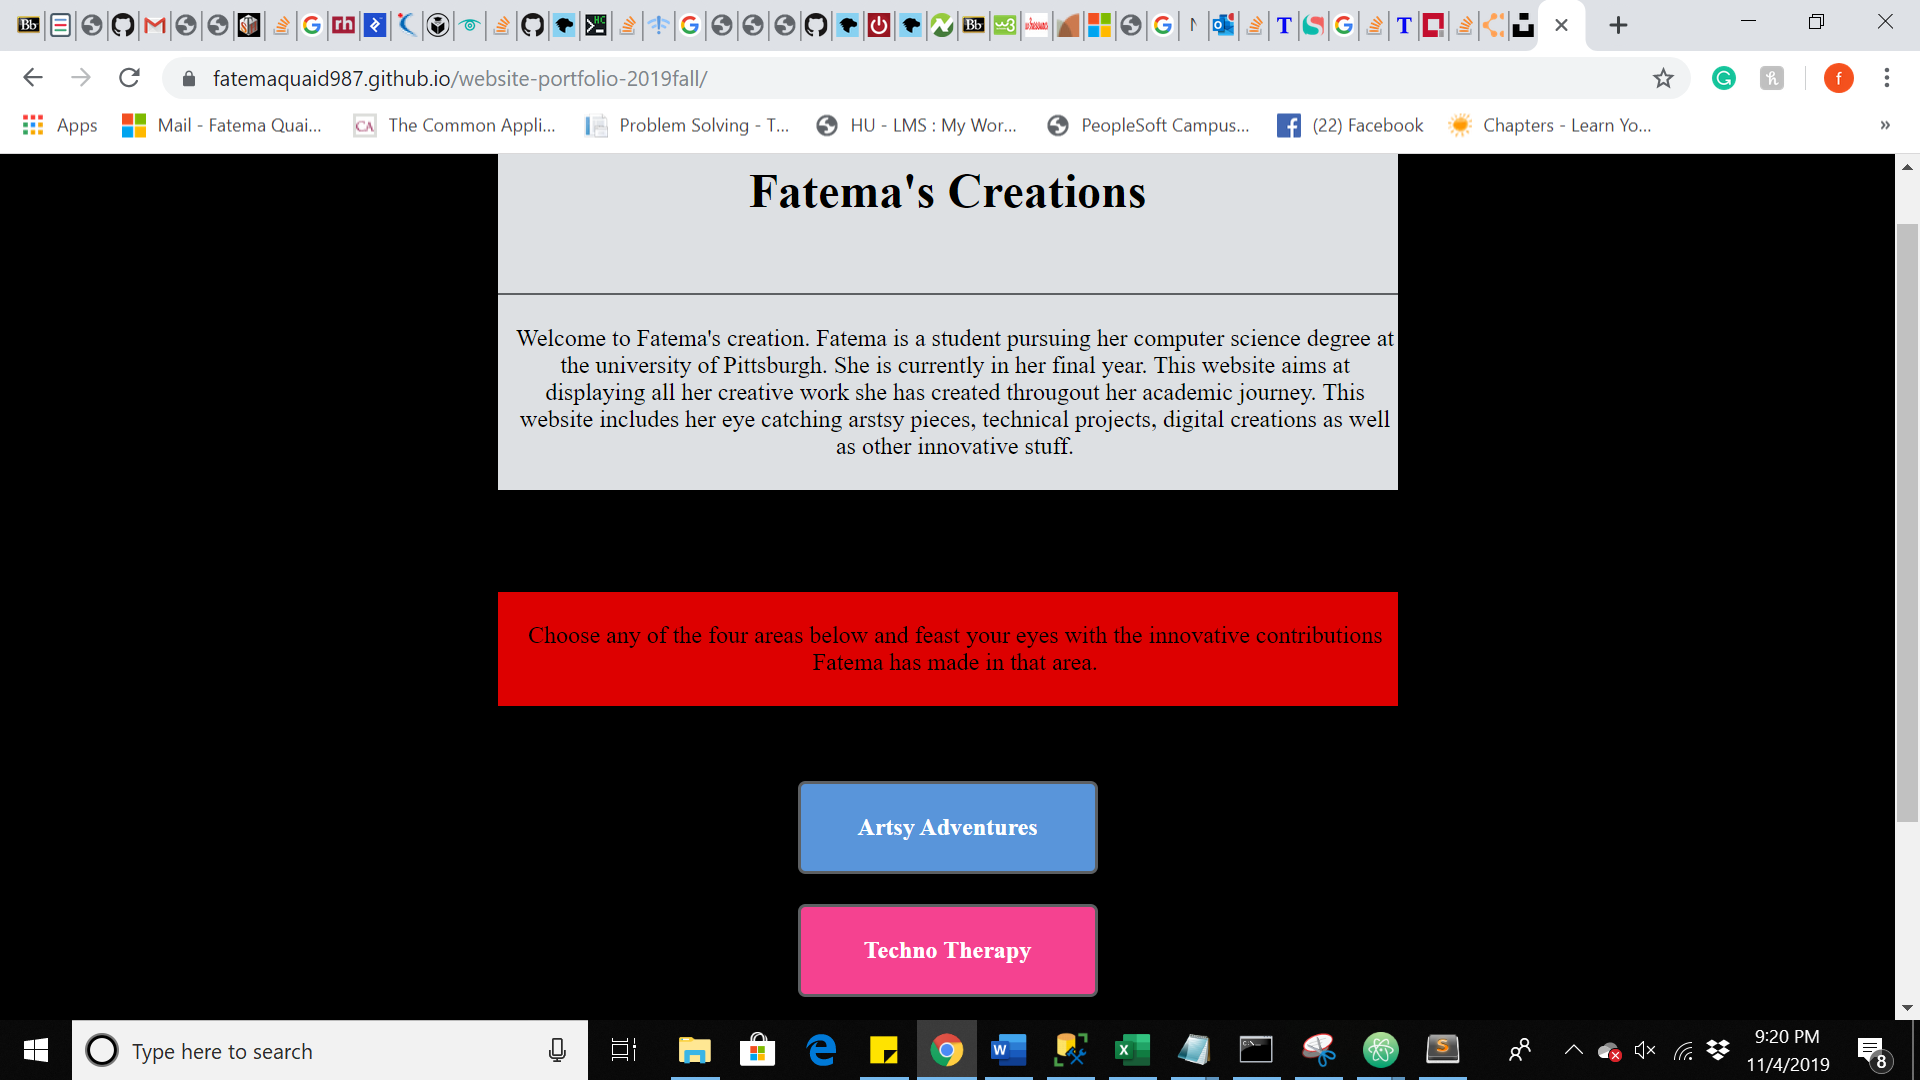 fatemaquaid987.github.io/website-portfolio-2019fall/
f
Apps
Mail - Fatema Quai...
The Common Appli...
Problem Solving - T...
HU - LMS : My Wor...
PeopleSoft Campus...
(22) Facebook
Chapters - Learn Yo...
»
Fatema's Creations
Welcome to Fatema's creation. Fatema is a student pursuing her computer science degree at
the university of Pittsburgh. She is currently in her final year. This website aims at
displaying all her creative work she has created througout her academic journey. This
website includes her eye catching arstsy pieces, technical projects, digital creations as well
as other innovative stuff.
Choose any of the four areas below and feast your eyes with the innovative contributions
Fatema has made in that area.
Artsy Adventures
Techno Therapy
Type here to search
9:20 PM
11/4/2019
8